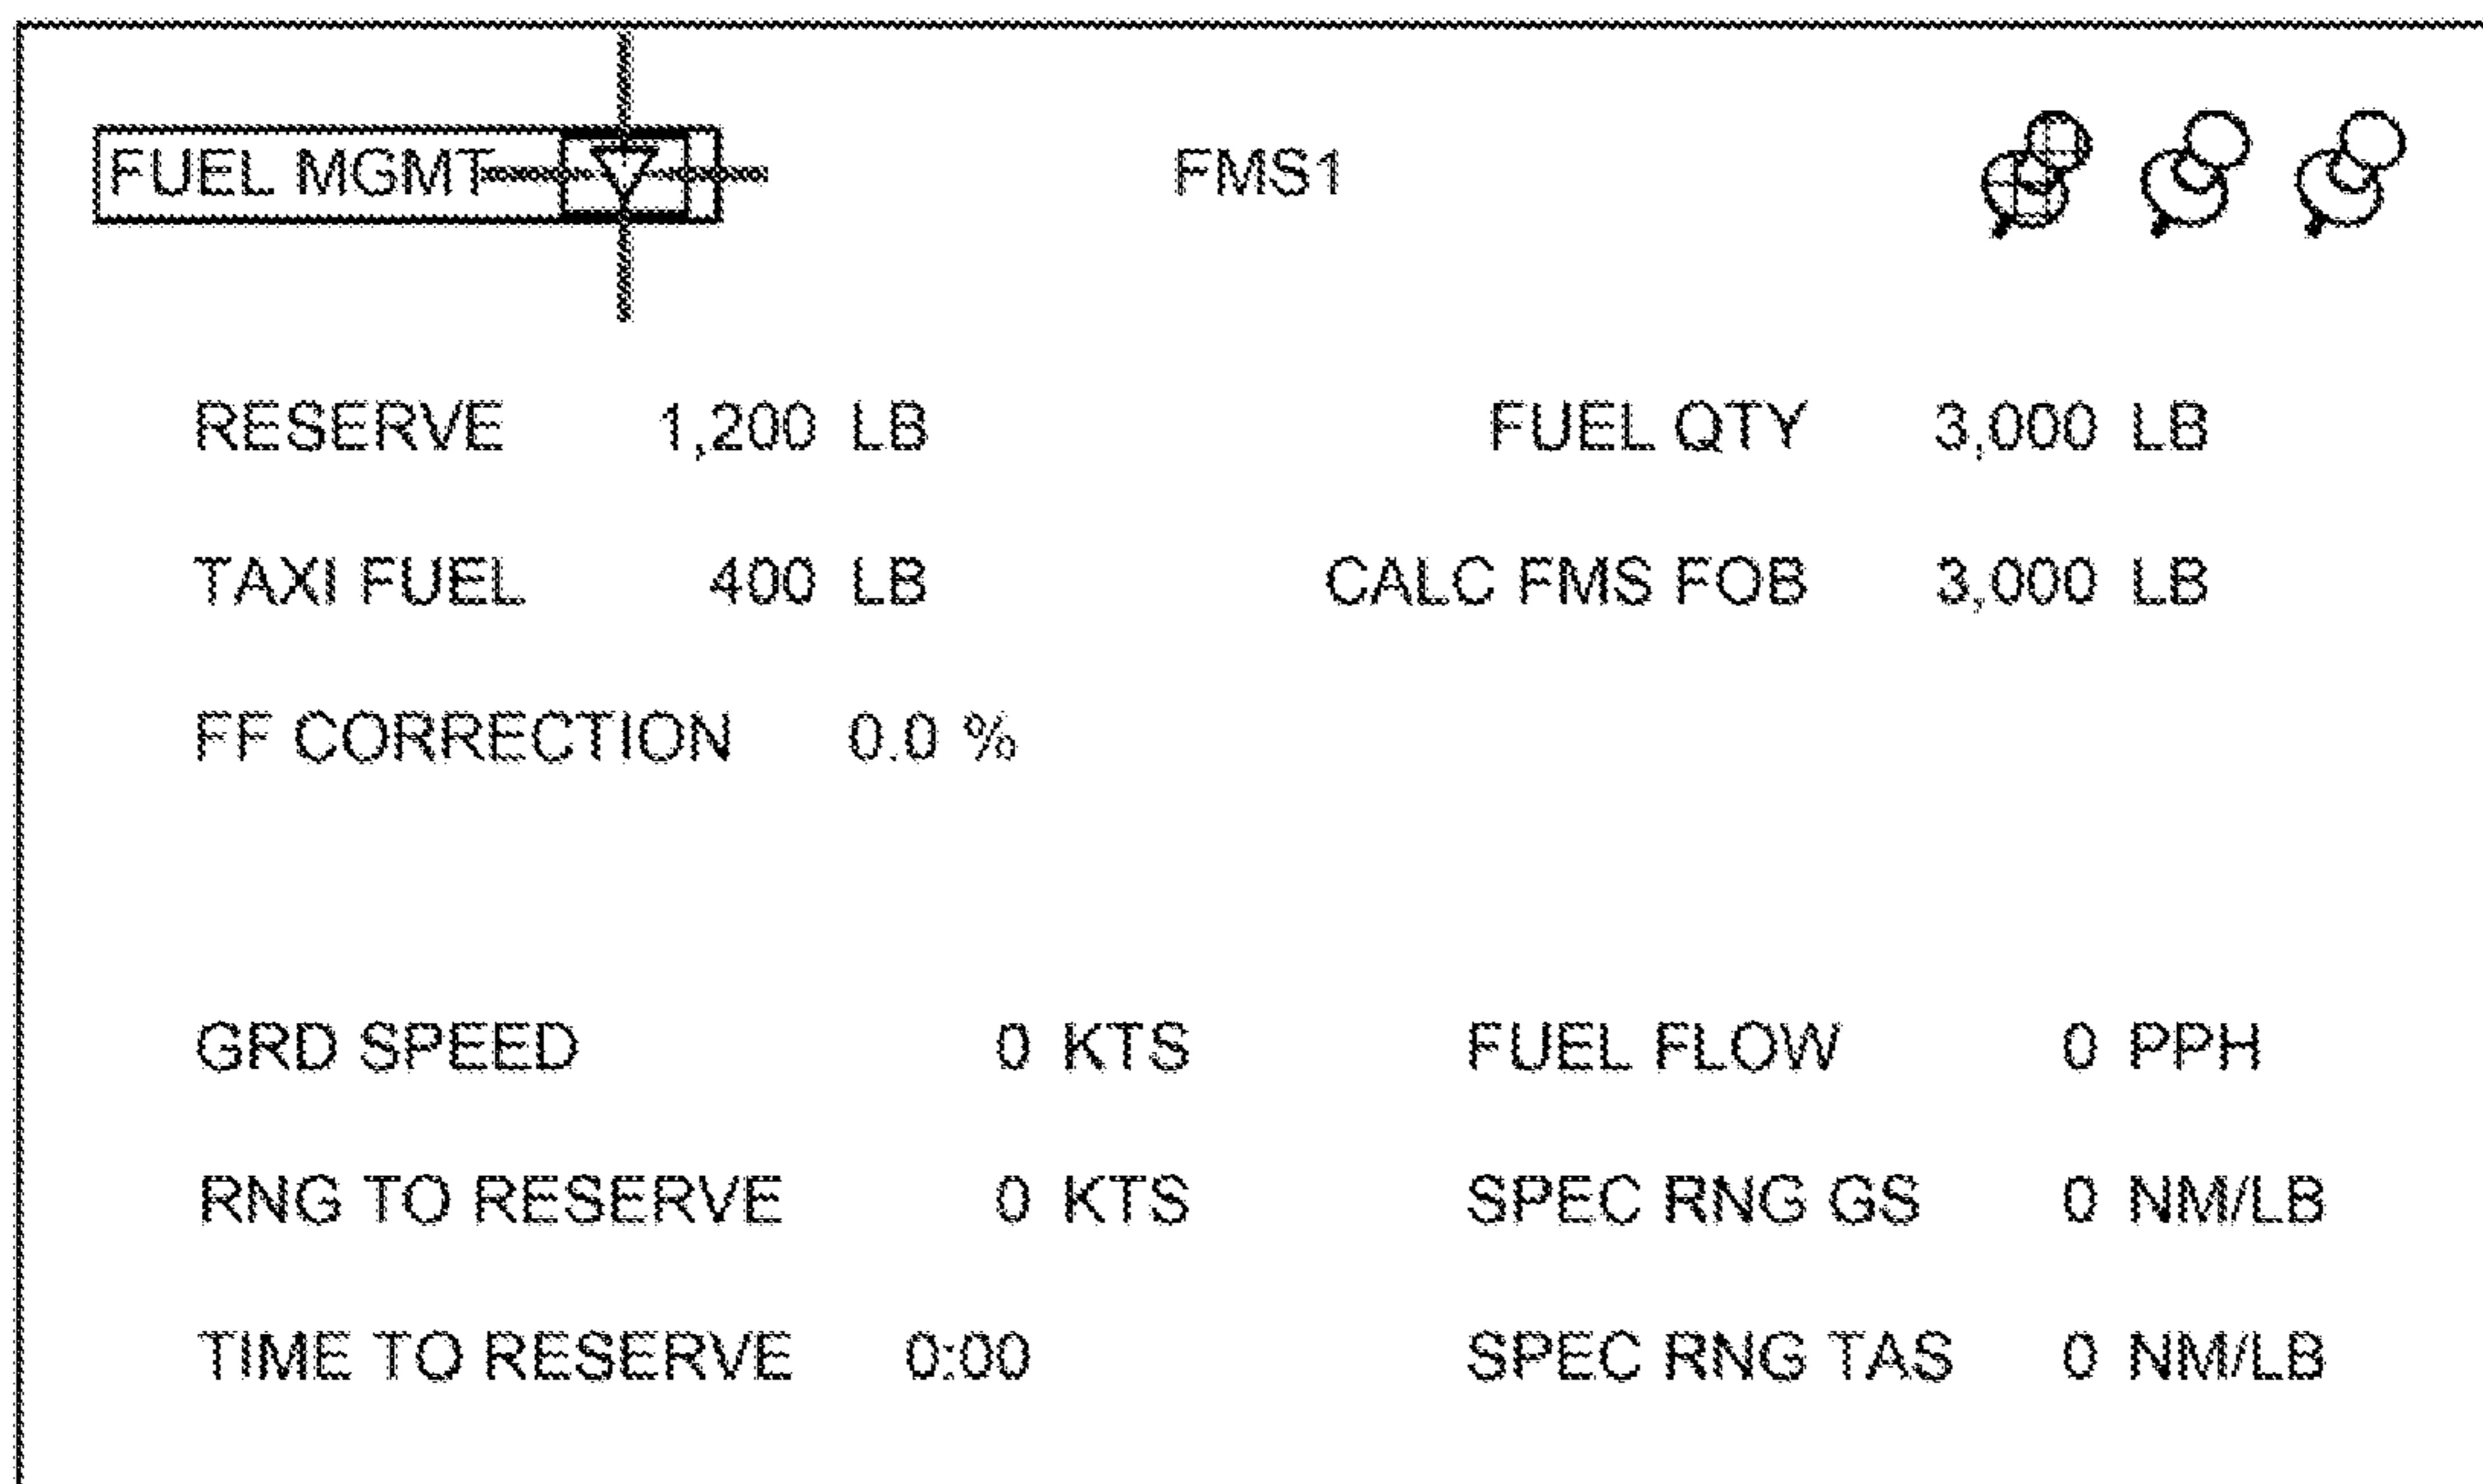 FUEL MGMT FMS1
RESERVE 1,200 LB FUEL QTY 3,000 LB
TAXI FUEL 400 LB CALC FMS FOB 3,000 LB
FF CORRECTION 0.0 %
GRD SPEED 0 KTS FUEL FLOW 0 PPH
RNG TO RESERVE 0 KTS SPEC RNG GS 0 NM/LB
TIME TO RESERVE 0:00 SPEC RNG TAS 0 NM/LB